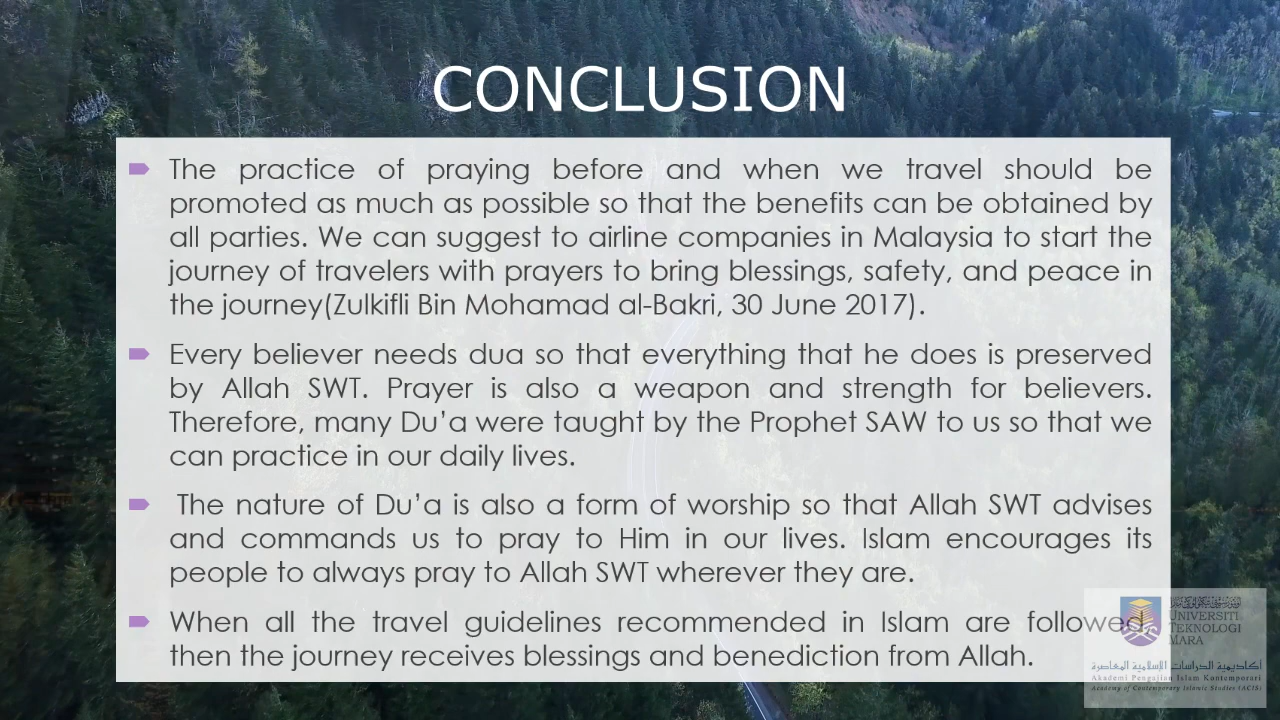 CONCLUSION
The practice of praying before and when we travel should be
promoted as much as possible so that the benefits can be obtained by
all parties. We can suggest to airline companies in Malaysia to start the
journey of travelers with prayers to bring blessings, safety, and peace in
the journey(Zulkifli Bin Mohamad al-Bakri, 30 June 2017).
Every believer needs dua so that everything that he does is preserved
by Allah SWT. Prayer is also a weapon and strength for believers.
Therefore, many Du’a were taught by the Prophet SAW to us so that we
can practice in our daily lives.
The nature of Du’a is also a form of worship so that Allah SWT advises
and commands us to pray to Him in our lives. Islam encourages its
people to always pray to Allah SWT wherever they are.
When all the travel guidelines recommended in Islam are followed,
then the journey receives blessings and benediction from Allah.
UNIVERSITI
TEKNOLOGI
MARA
أكاديمية الدراسات الإسلامية المعاصرة
Akademi Pengajian Islam Kontemporari
Academy of Contemporary Islamic Studies (ACIS)